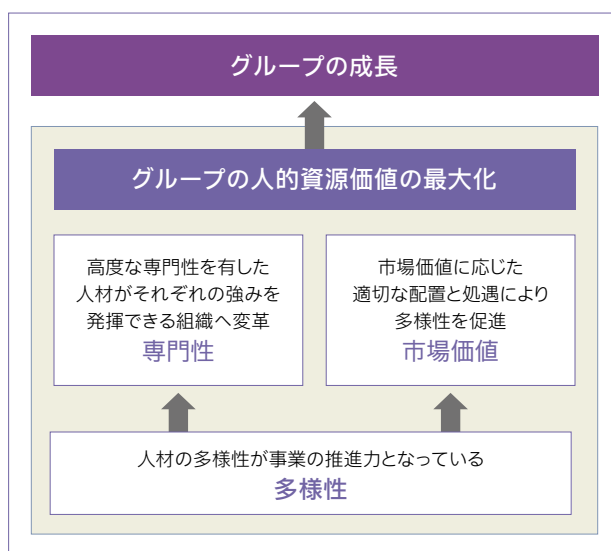 グループの成長
グループの人的資源価値の最大化
高度な専門性を有した
人材がそれぞれの強みを
発揮できる組織へ変革
専門性
市場価値に応じた
適切な配置と処遇により
多様性を促進
市場価値
人材の多様性が事業の推進力となっている
多様性